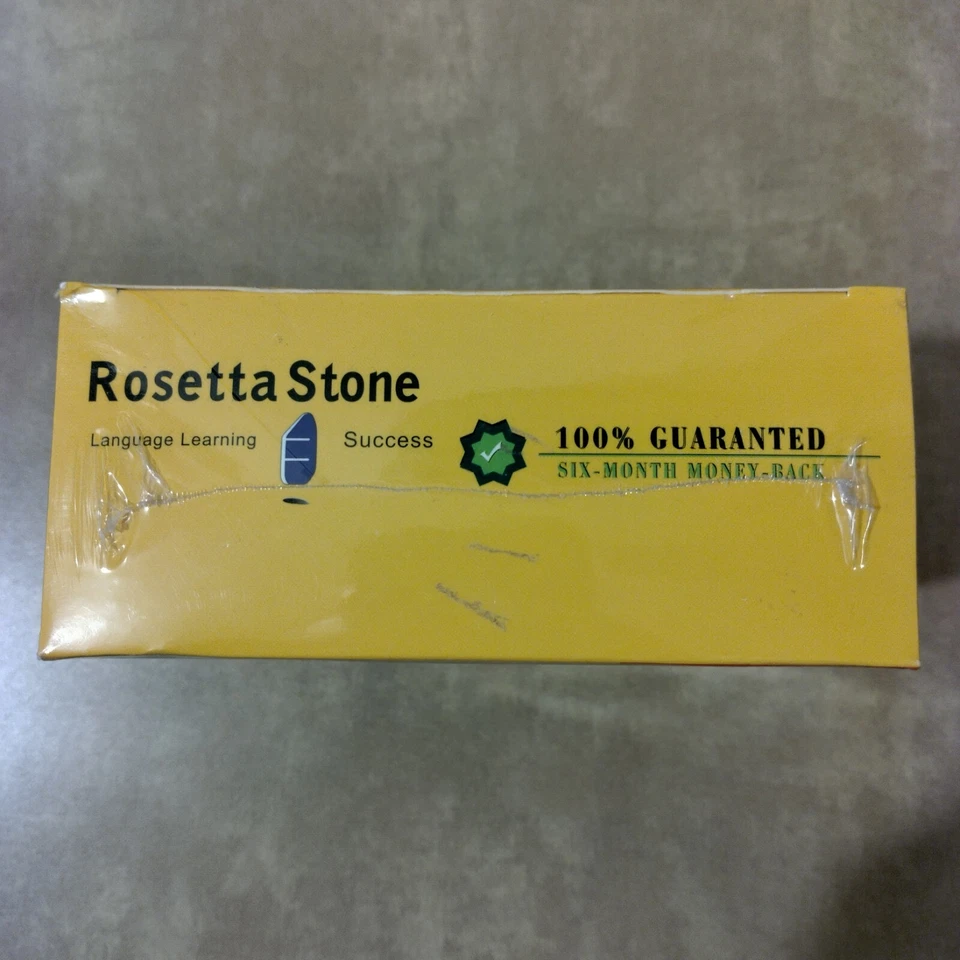 Rosetta Stone
Language Learning Success
100% GUARANTED
SIX-MONTH MONEY-BACK